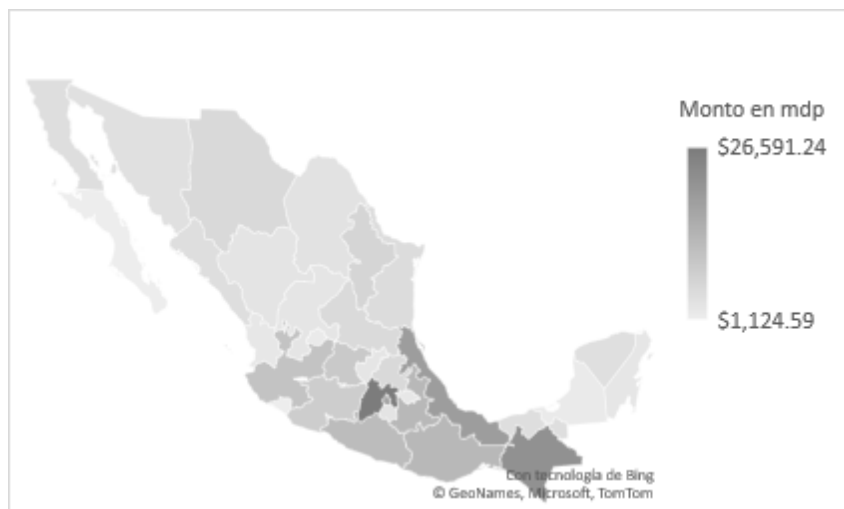 Monto en mdp
$26,591.24
$1,124.59
Con tecnología de Bing
© GeoNames, Microsoft, TomTom